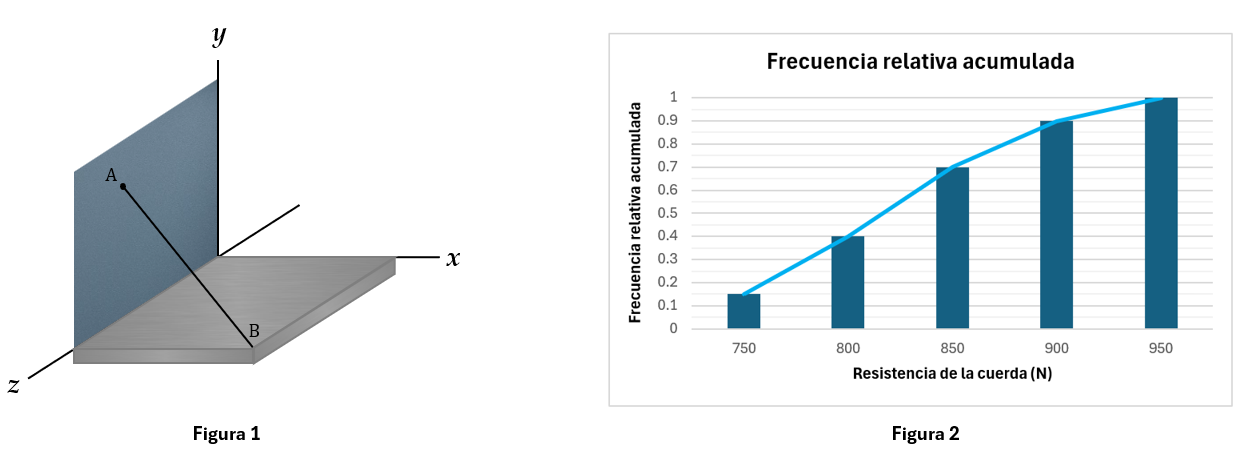 y
A
x
B
z
Figura 1
Frecuencia relativa acumulada
Frecuencia relativa acumulada
1
0.9
0.8
0.7
0.6
0.5
0.4
0.3
0.2
0.1
0
750 800 850 900 950
Resistencia de la cuerda (N)
Figura 2